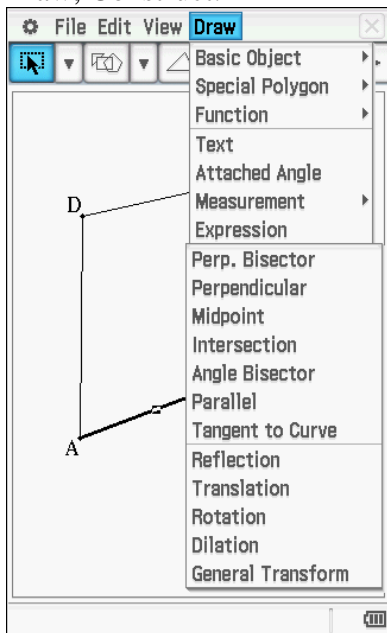 File Edit View Draw
Basic Object
Special Polygon
Function
Text
Attached Angle
Measurement
Expression
Perp. Bisector
Perpendicular
Midpoint
Intersection
Angle Bisector
Parallel
Tangent to Curve
Reflection
Translation
Rotation
Dilation
General Transform
D
A